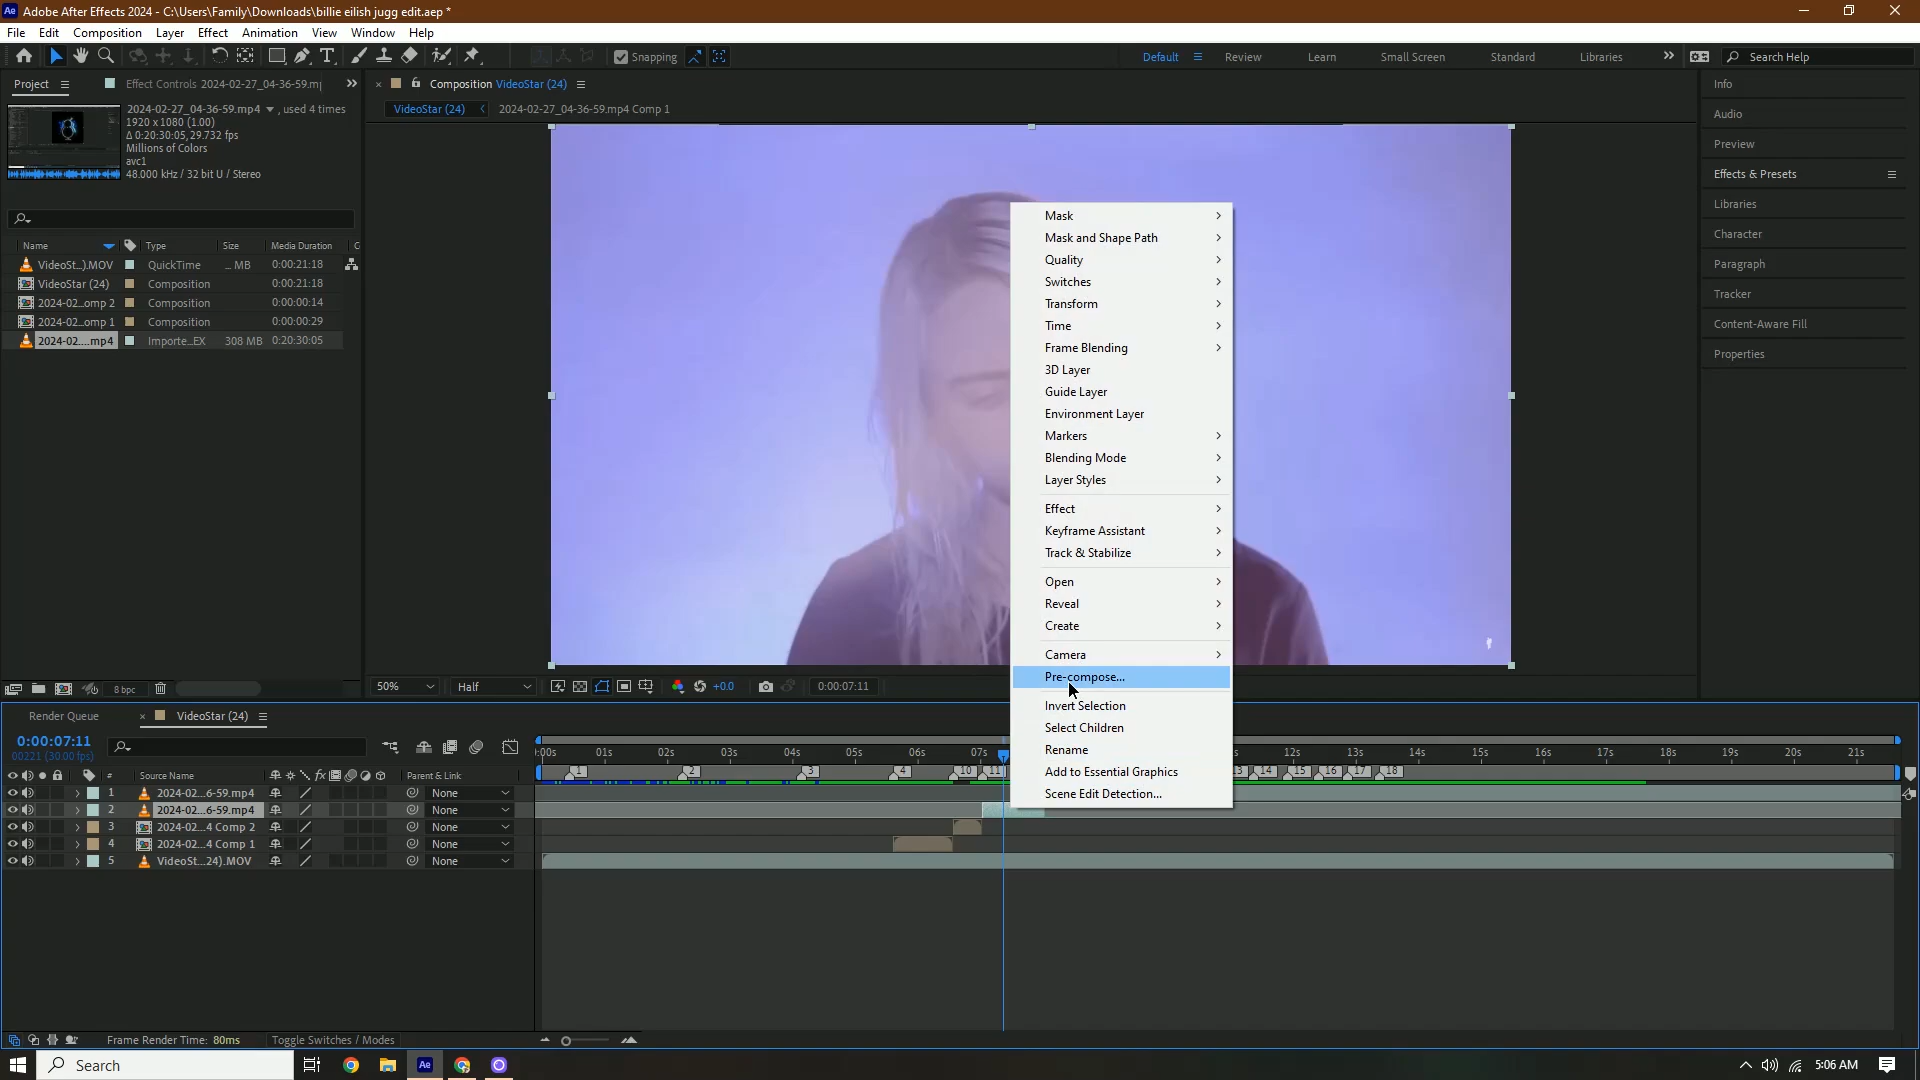 Adobe After Effects 2024 - C:\Users\Family\Downloads\billie eilish jugg edit.aep *
File Edit Composition Layer Effect Animation View Window Help
Snapping Default Review Learn Small Screen Standard Libraries Search Help
Project Effect Controls 2024-02-27_04-36-59.m
Composition VideoStar (24)
VideoStar (24) 2024-02-27_04-36-59.mp4 Comp 1
2024-02-27_04-36-59.mp4 , used 4 times
1920 x 1080 (1.00)
Δ 0:20:30:05, 29.732 fps
Millions of Colors
avc1
48.000 kHz / 32 bit U / Stereo
Name Type Size Media Duration
VideoSt...).MOV QuickTime ... MB 0:00:21:18
VideoStar (24) Composition 0:00:21:18
2024-02...omp 2 Composition 0:00:00:14
2024-02...omp 1 Composition 0:00:00:29
2024-02....mp4 Importe...EX 308 MB 0:20:30:05
8 bpc
Info
Audio
Preview
Effects & Presets
Libraries
Character
Paragraph
Tracker
Content-Aware Fill
Properties
Mask
Mask and Shape Path
Quality
Switches
Transform
Time
Frame Blending
3D Layer
Guide Layer
Environment Layer
Markers
Blending Mode
Layer Styles
Effect
Keyframe Assistant
Track & Stabilize
Open
Reveal
Create
Camera
Pre-compose...
Invert Selection
Select Children
Rename
Add to Essential Graphics
Scene Edit Detection...
50% Half +0.0 0:00:07:11
Render Queue VideoStar (24)
0:00:07:11
00221 (30.00 fps)
:00s 01s 02s 03s 04s 05s 06s 07s 12s 13s 14s 15s 16s 17s 18s 19s 20s 21s
1 2 3 4 10 11 13 14 15 16 17 18
# Source Name fx Parent & Link
1 2024-02...6-59.mp4 None
2 2024-02...6-59.mp4 None
3 2024-02...4 Comp 2 None
4 2024-02...4 Comp 1 None
5 VideoSt...24).MOV None
Frame Render Time: 80ms Toggle Switches / Modes
Search Ae 5:06 AM